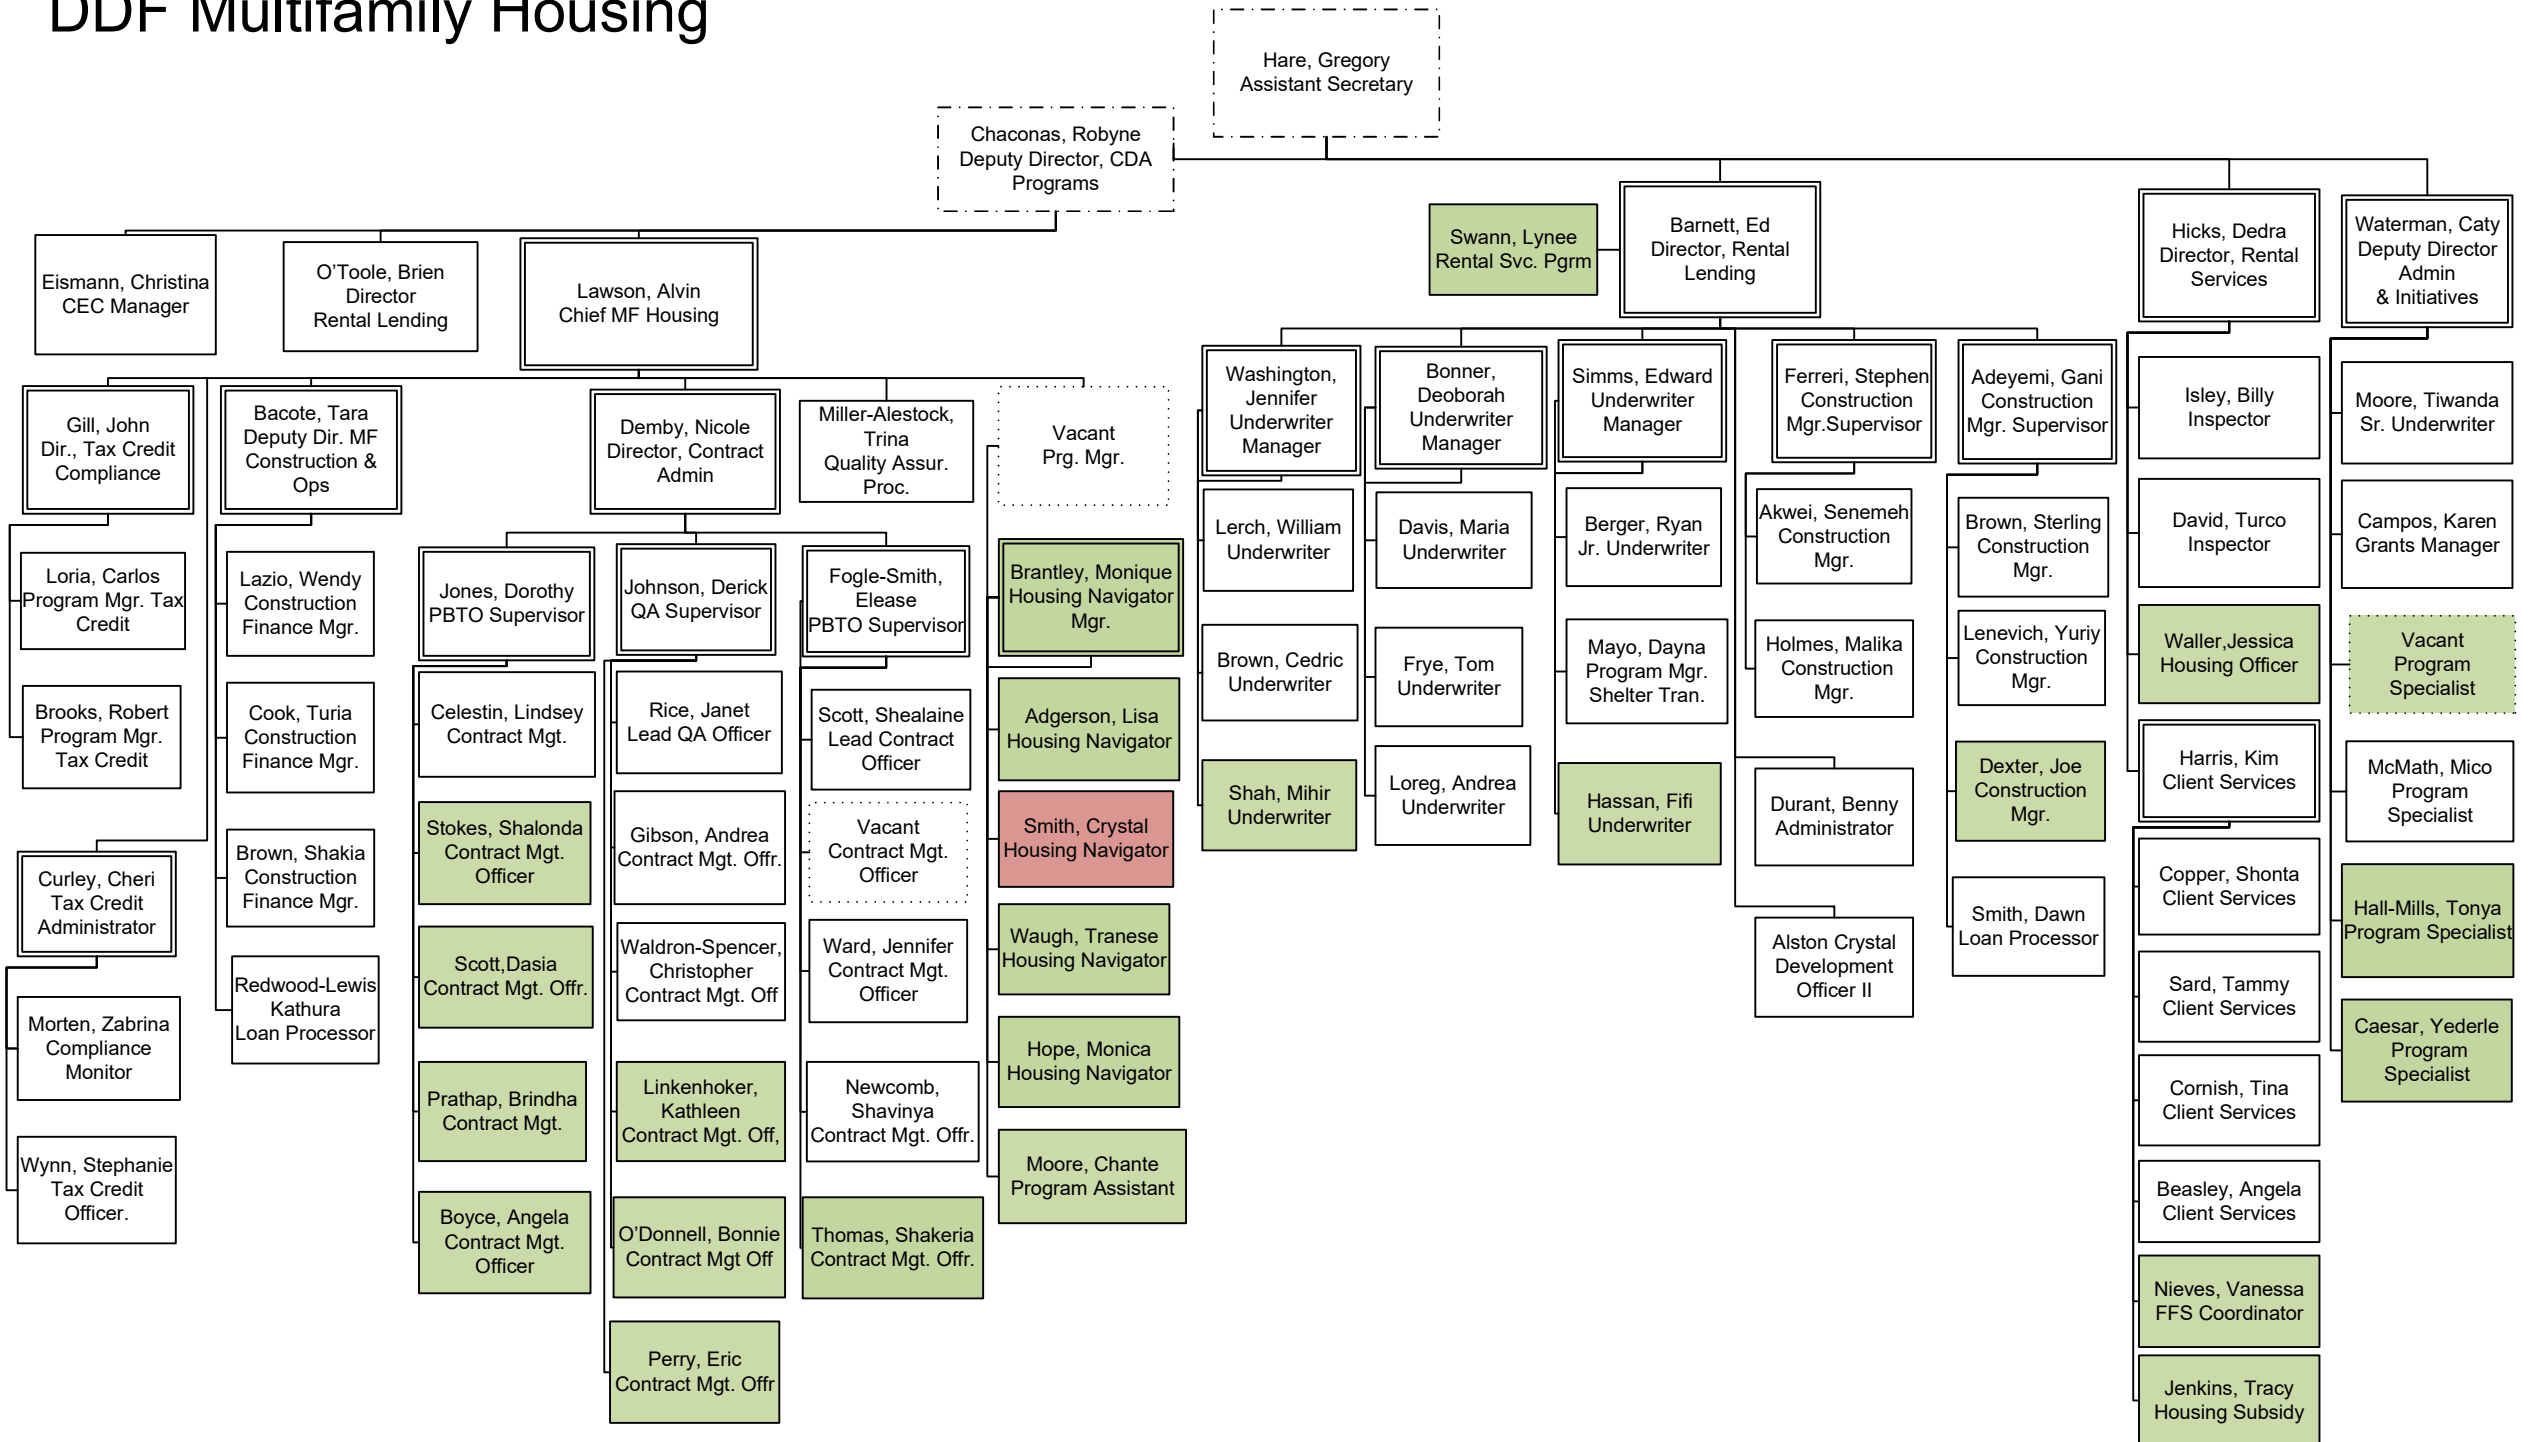 DDF Multifamily Housing
Hare, Gregory
Assistant Secretary
Chaconas, Robyne
Deputy Director, CDA
Programs
Eismann, Christina
CEC Manager
O’Toole, Brien
Director
Rental Lending
Lawson, Alvin
Chief MF Housing
Swann, Lynee
Rental Svc. Pgrm
Barnett, Ed
Director, Rental
Lending
Hicks, Dedra
Director, Rental
Services
Waterman, Caty
Deputy Director
Admin
& Initiatives
Gill, John
Dir., Tax Credit
Compliance
Loria, Carlos
Program Mgr. Tax
Credit
Brooks, Robert
Program Mgr.
Tax Credit
Curley, Cheri
Tax Credit
Administrator
Morten, Zabrina
Compliance
Monitor
Wynn, Stephanie
Tax Credit
Officer.
Bacote, Tara
Deputy Dir. MF
Construction &
Ops
Lazio, Wendy
Construction
Finance Mgr.
Cook, Turia
Construction
Finance Mgr.
Brown, Shakia
Construction
Finance Mgr.
Redwood-Lewis
Kathura
Loan Processor
Demby, Nicole
Director, Contract
Admin
Jones, Dorothy
PBTO Supervisor
Celestin, Lindsey
Contract Mgt.
Stokes, Shalonda
Contract Mgt.
Officer
Scott,Dasia
Contract Mgt. Offr.
Prathap, Brindha
Contract Mgt.
Boyce, Angela
Contract Mgt.
Officer
Johnson, Derick
QA Supervisor
Rice, Janet
Lead QA Officer
Gibson, Andrea
Contract Mgt. Offr.
Waldron-Spencer,
Christopher
Contract Mgt. Off
Linkenhoker,
Kathleen
Contract Mgt. Off,
O’Donnell, Bonnie
Contract Mgt Off
Perry, Eric
Contract Mgt. Offr
Fogle-Smith,
Elease
PBTO Supervisor
Scott, Shealaine
Lead Contract
Officer
Vacant
Contract Mgt.
Officer
Ward, Jennifer
Contract Mgt.
Officer
Newcomb,
Shavinya
Contract Mgt. Offr.
Thomas, Shakeria
Contract Mgt. Offr.
Miller-Alestock,
Trina
Quality Assur.
Proc.
Vacant
Prg. Mgr.
Brantley, Monique
Housing Navigator
Mgr.
Adgerson, Lisa
Housing Navigator
Smith, Crystal
Housing Navigator
Waugh, Tranese
Housing Navigator
Hope, Monica
Housing Navigator
Moore, Chante
Program Assistant
Washington,
Jennifer
Underwriter
Manager
Lerch, William
Underwriter
Brown, Cedric
Underwriter
Shah, Mihir
Underwriter
Bonner,
Deoborah
Underwriter
Manager
Davis, Maria
Underwriter
Frye, Tom
Underwriter
Loreg, Andrea
Underwriter
Simms, Edward
Underwriter
Manager
Berger, Ryan
Jr. Underwriter
Mayo, Dayna
Program Mgr.
Shelter Tran.
Hassan, Fifi
Underwriter
Ferreri, Stephen
Construction
Mgr.Supervisor
Akwei, Senemeh
Construction
Mgr.
Holmes, Malika
Construction
Mgr.
Durant, Benny
Administrator
Alston Crystal
Development
Officer II
Adeyemi, Gani
Construction
Mgr. Supervisor
Brown, Sterling
Construction
Mgr.
Lenevich, Yuriy
Construction
Mgr.
Dexter, Joe
Construction
Mgr.
Smith, Dawn
Loan Processor
Isley, Billy
Inspector
David, Turco
Inspector
Waller,Jessica
Housing Officer
Harris, Kim
Client Services
Copper, Shonta
Client Services
Sard, Tammy
Client Services
Cornish, Tina
Client Services
Beasley, Angela
Client Services
Nieves, Vanessa
FFS Coordinator
Jenkins, Tracy
Housing Subsidy
Moore, Tiwanda
Sr. Underwriter
Campos, Karen
Grants Manager
Vacant
Program
Specialist
McMath, Mico
Program
Specialist
Hall-Mills, Tonya
Program Specialist
Caesar, Yederle
Program
Specialist